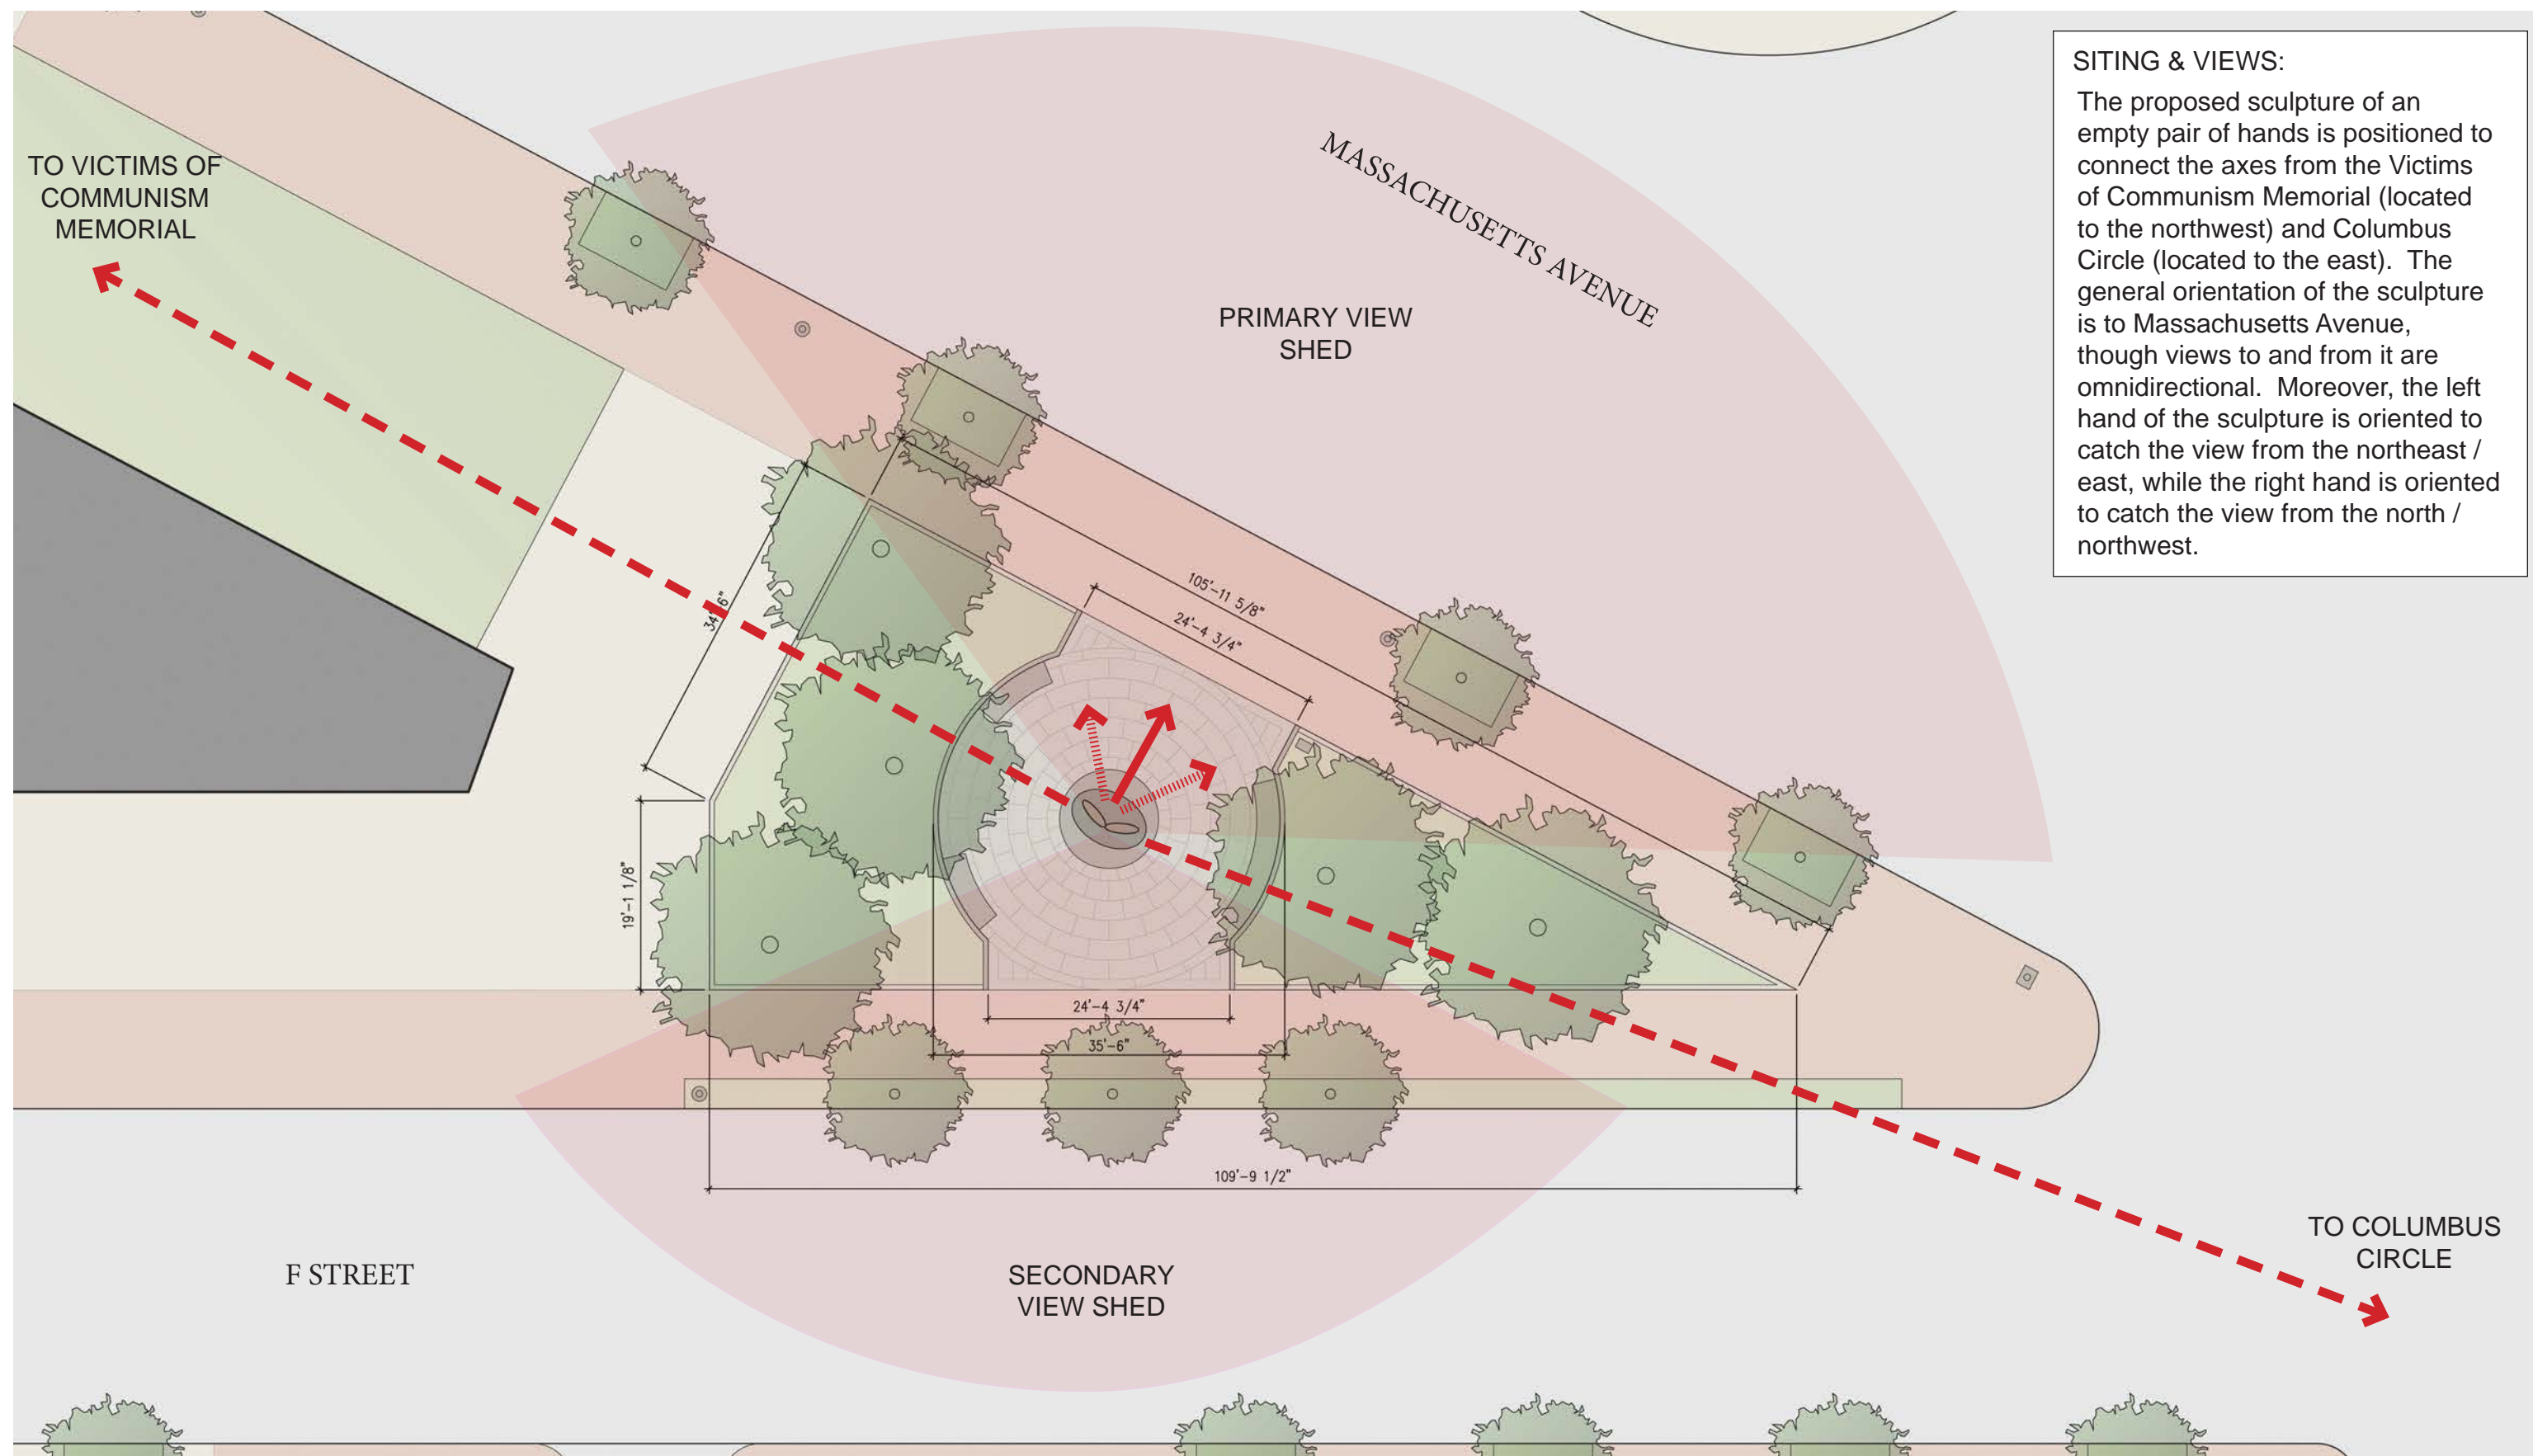 SITING & VIEWS:
The proposed sculpture of an
empty pair of hands is positioned to
connect the axes from the Victims
of Communism Memorial (located
to the northwest) and Columbus
Circle (located to the east).  The
general orientation of the sculpture
is to Massachusetts Avenue,
though views to and from it are
omnidirectional.  Moreover, the left
hand of the sculpture is oriented to
catch the view from the northeast /
east, while the right hand is oriented
to catch the view from the north /
northwest.
TO VICTIMS OF
COMMUNISM
MEMORIAL
MASSACHUSETTS AVENUE
PRIMARY VIEW
SHED
105'-11 5/8"
24'-4 3/4"
19'-1 1/8"
24'-4 3/4"
35'-6"
109'-9 1/2"
F STREET
SECONDARY
VIEW SHED
TO COLUMBUS
CIRCLE